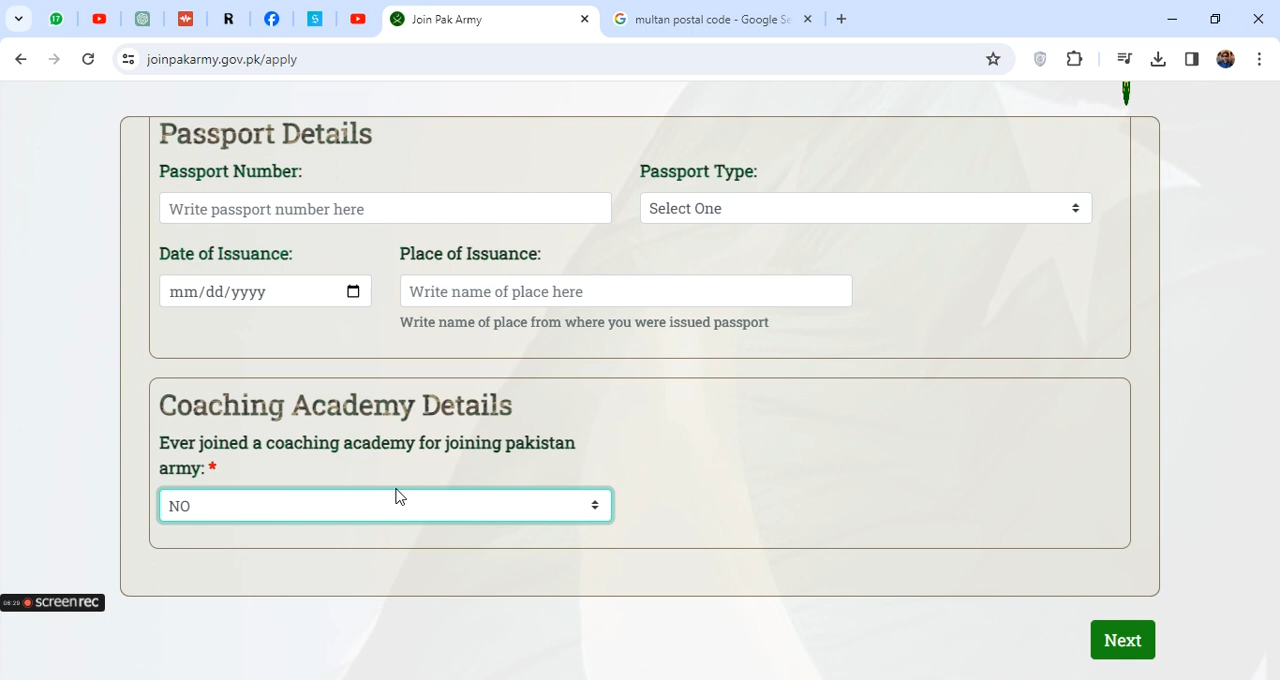 R
S
Join Pak Army
multan postal code - Google Se
joinpakarmy.gov.pk/apply
Passport Details
Passport Number:
Passport Type:
Write passport number here
Select One
Date of Issuance:
Place of Issuance:
mm/dd/yyyy
Write name of place here
Write name of place from where you were issued passport
Coaching Academy Details
Ever joined a coaching academy for joining pakistan
army: *
NO
screenrec
Next